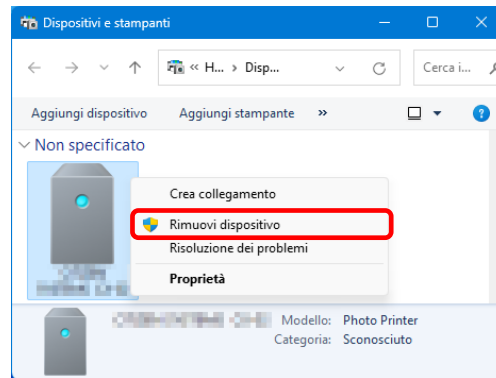 Dispositivi e stampanti
« H... › Disp...
Cerca i...
Aggiungi dispositivo Aggiungi stampante »
Non specificato
Crea collegamento
Rimuovi dispositivo
Risoluzione dei problemi
Proprietà
Modello: Photo Printer
Categoria: Sconosciuto